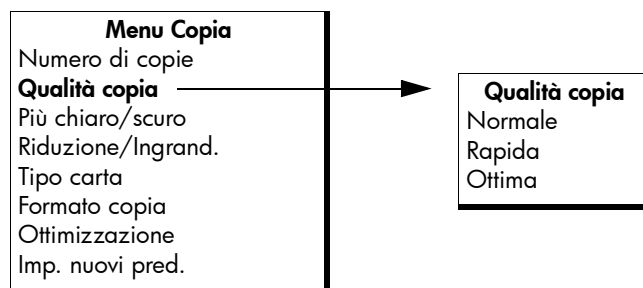 Menu Copia
Numero di copie
Qualità copia
Più chiaro/scuro
Riduzione/Ingrand.
Tipo carta
Formato copia
Ottimizzazione
Imp. nuovi pred.
Qualità copia
Normale
Rapida
Ottima